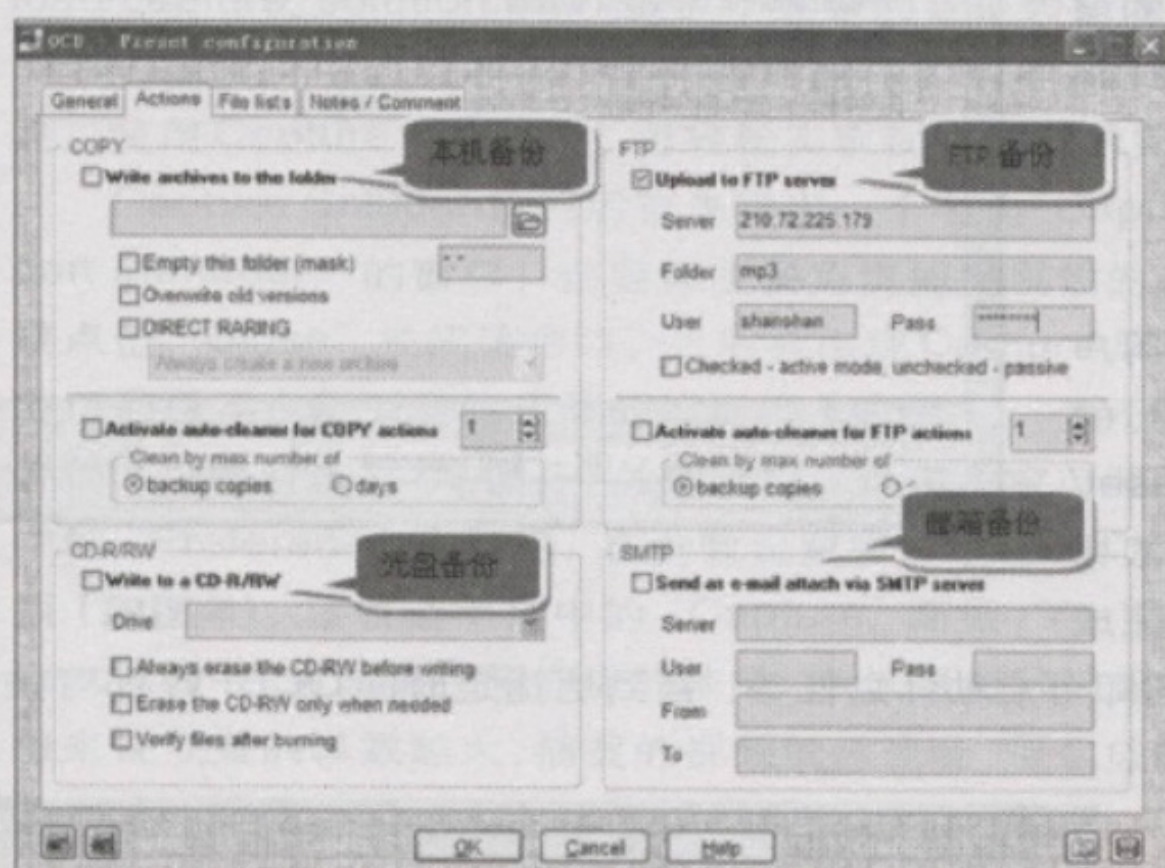 OCD - Preset configuration
General Actions File lists Notes / Comment
COPY
本机备份
Write archives to the folder
Empty this folder (mask)
*.*
Overwrite old versions
DIRECT RARING
Always create a new archive
Activate auto-cleaner for COPY actions
1
Clean by max number of
backup copies
days
FTP
FTP 备份
Upload to FTP server
Server 210.72.225.179
Folder mp3
User shanshan Pass ********
Checked - active mode, unchecked - passive
Activate auto-cleaner for FTP actions
1
Clean by max number of
backup copies
CD-R/RW
光盘备份
Write to a CD-R/RW
Drive
Always erase the CD-RW before writing
Erase the CD-RW only when needed
Verify files after burning
邮箱备份
SMTP
Send as e-mail attach via SMTP server
Server
User Pass
From
To
OK Cancel Help